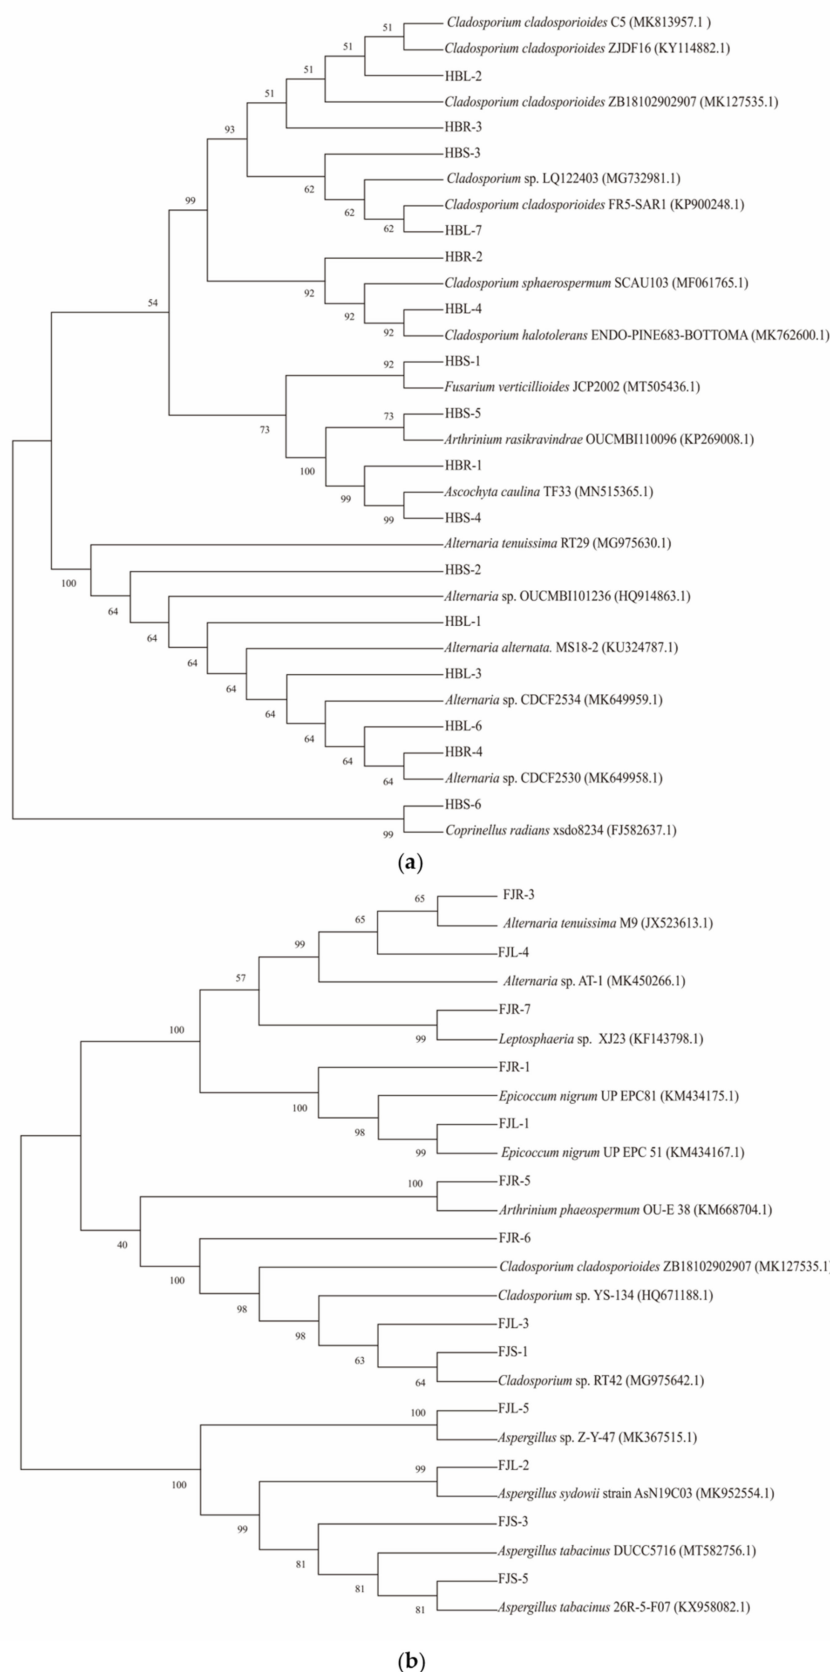 51 Cladosporium cladosporioides C5 (MK813957.1 )
51 Cladosporium cladosporioides ZJDF16 (KY114882.1)
51 HBL-2
51 Cladosporium cladosporioides ZB18102902907 (MK127535.1)
93 HBR-3
HBS-3
Cladosporium sp. LQ122403 (MG732981.1)
62
99 Cladosporium cladosporioides FR5-SAR1 (KP900248.1)
62
62 HBL-7
HBR-2
Cladosporium sphaerospermum SCAU103 (MF061765.1)
92
54 HBL-4
92
92 Cladosporium halotolerans ENDO-PINE683-BOTTOMA (MK762600.1)
92 HBS-1
Fusarium verticillioides JCP2002 (MT505436.1)
73 HBS-5
73
Arthrinium rasikravindrae OUCMBI110096 (KP269008.1)
100 HBR-1
99 Ascochyta caulina TF33 (MN515365.1)
99 HBS-4
Alternaria tenuissima RT29 (MG975630.1)
100 HBS-2
64 Alternaria sp. OUCMBI101236 (HQ914863.1)
64 HBL-1
64 Alternaria alternata. MS18-2 (KU324787.1)
64 HBL-3
64 Alternaria sp. CDCF2534 (MK649959.1)
64 HBL-6
64 HBR-4
64 Alternaria sp. CDCF2530 (MK649958.1)
HBS-6
99 Coprinellus radians xsdo8234 (FJ582637.1)
(a)
65 FJR-3
65 Alternaria tenuissima M9 (JX523613.1)
99 FJL-4
57 Alternaria sp. AT-1 (MK450266.1)
FJR-7
100
99 Leptosphaeria sp. XJ23 (KF143798.1)
FJR-1
Epicoccum nigrum UP EPC81 (KM434175.1)
100
98 FJL-1
99 Epicoccum nigrum UP EPC 51 (KM434167.1)
100 FJR-5
Arthrinium phaeospermum OU-E 38 (KM668704.1)
40 FJR-6
100 Cladosporium cladosporioides ZB18102902907 (MK127535.1)
98 Cladosporium sp. YS-134 (HQ671188.1)
98 FJL-3
63 FJS-1
64 Cladosporium sp. RT42 (MG975642.1)
100 FJL-5
Aspergillus sp. Z-Y-47 (MK367515.1)
99 FJL-2
100 Aspergillus sydowii strain AsN19C03 (MK952554.1)
99 FJS-3
81 Aspergillus tabacinus DUCC5716 (MT582756.1)
81 FJS-5
81 Aspergillus tabacinus 26R-5-F07 (KX958082.1)
(b)